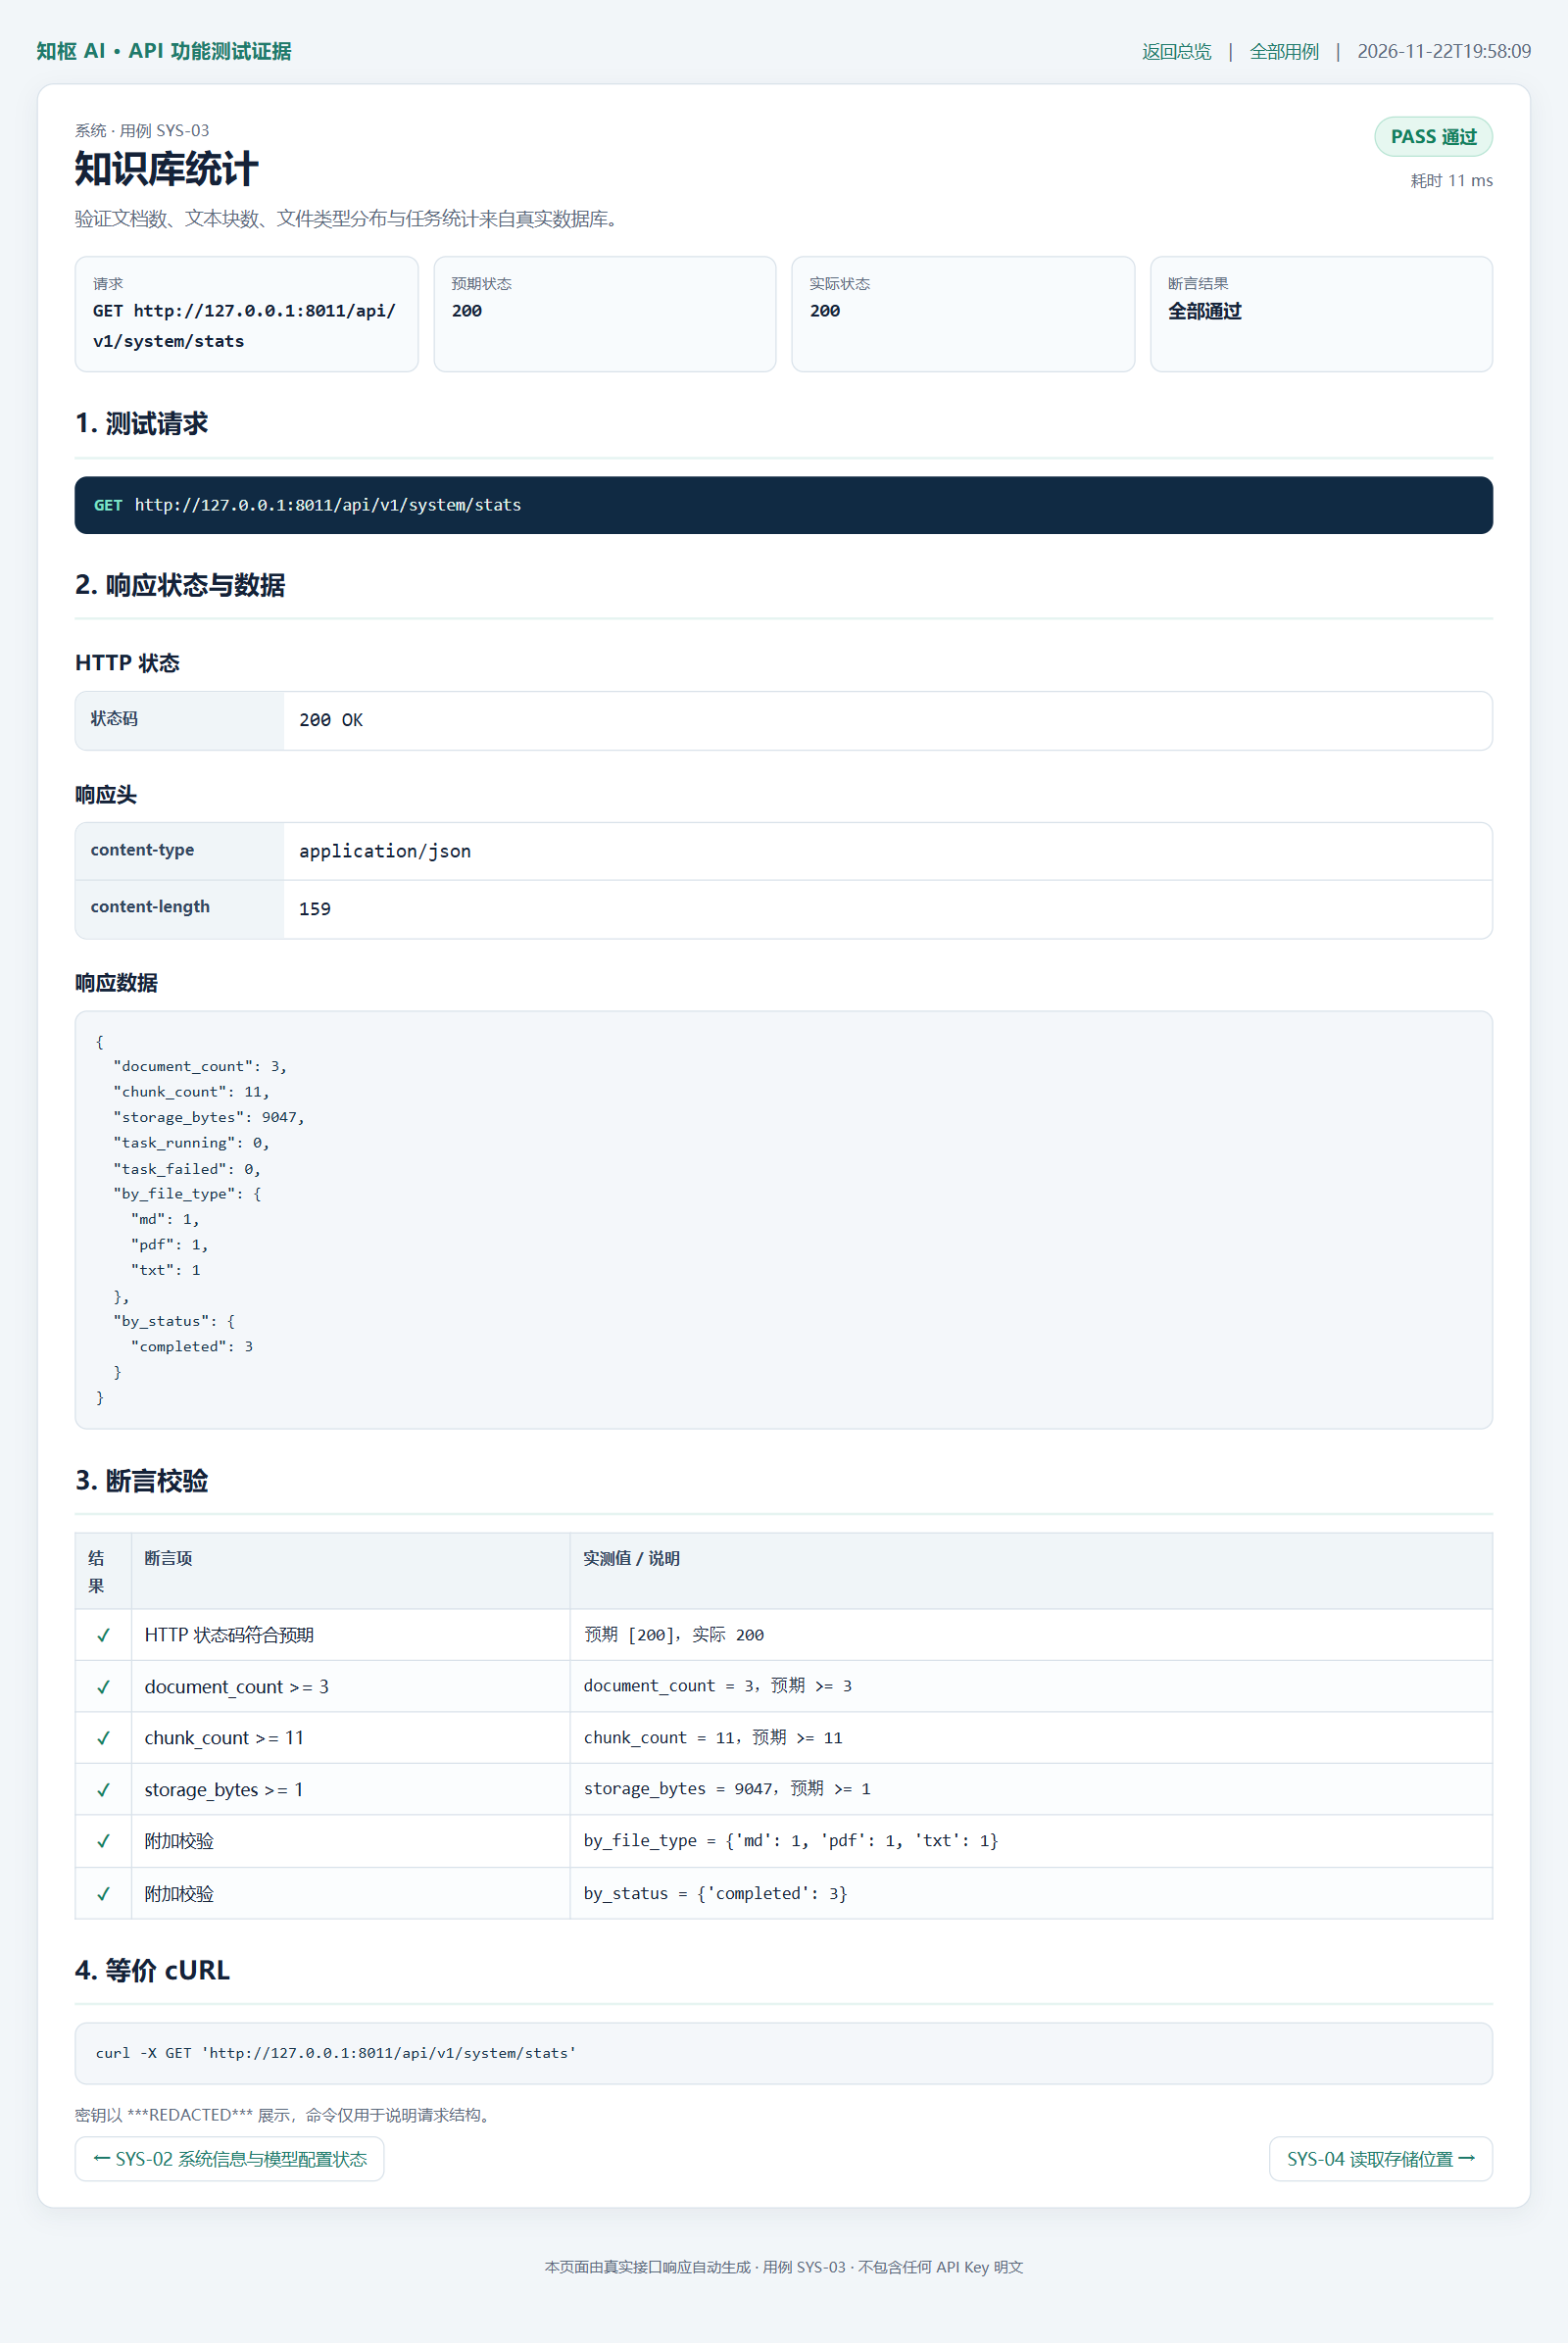 知枢 AI · API 功能测试证据
返回总览 | 全部用例 | 2026-11-22T19:58:09
系统 · 用例 SYS-03
知识库统计
PASS 通过
耗时 11 ms
验证文档数、文本块数、文件类型分布与任务统计来自真实数据库。
请求
GET http://127.0.0.1:8011/api/
v1/system/stats
预期状态
200
实际状态
200
断言结果
全部通过
1. 测试请求
GET http://127.0.0.1:8011/api/v1/system/stats
2. 响应状态与数据
HTTP 状态
状态码 200 OK
响应头
content-type application/json
content-length 159
响应数据
{
  "document_count": 3,
  "chunk_count": 11,
  "storage_bytes": 9047,
  "task_running": 0,
  "task_failed": 0,
  "by_file_type": {
    "md": 1,
    "pdf": 1,
    "txt": 1
  },
  "by_status": {
    "completed": 3
  }
}
3. 断言校验
结果 断言项 实测值 / 说明
✓ HTTP 状态码符合预期 预期 [200]，实际 200
✓ document_count >= 3 document_count = 3，预期 >= 3
✓ chunk_count >= 11 chunk_count = 11，预期 >= 11
✓ storage_bytes >= 1 storage_bytes = 9047，预期 >= 1
✓ 附加校验 by_file_type = {'md': 1, 'pdf': 1, 'txt': 1}
✓ 附加校验 by_status = {'completed': 3}
4. 等价 cURL
curl -X GET 'http://127.0.0.1:8011/api/v1/system/stats'
密钥以 ***REDACTED*** 展示，命令仅用于说明请求结构。
← SYS-02 系统信息与模型配置状态
SYS-04 读取存储位置 →
本页面由真实接口响应自动生成 · 用例 SYS-03 · 不包含任何 API Key 明文